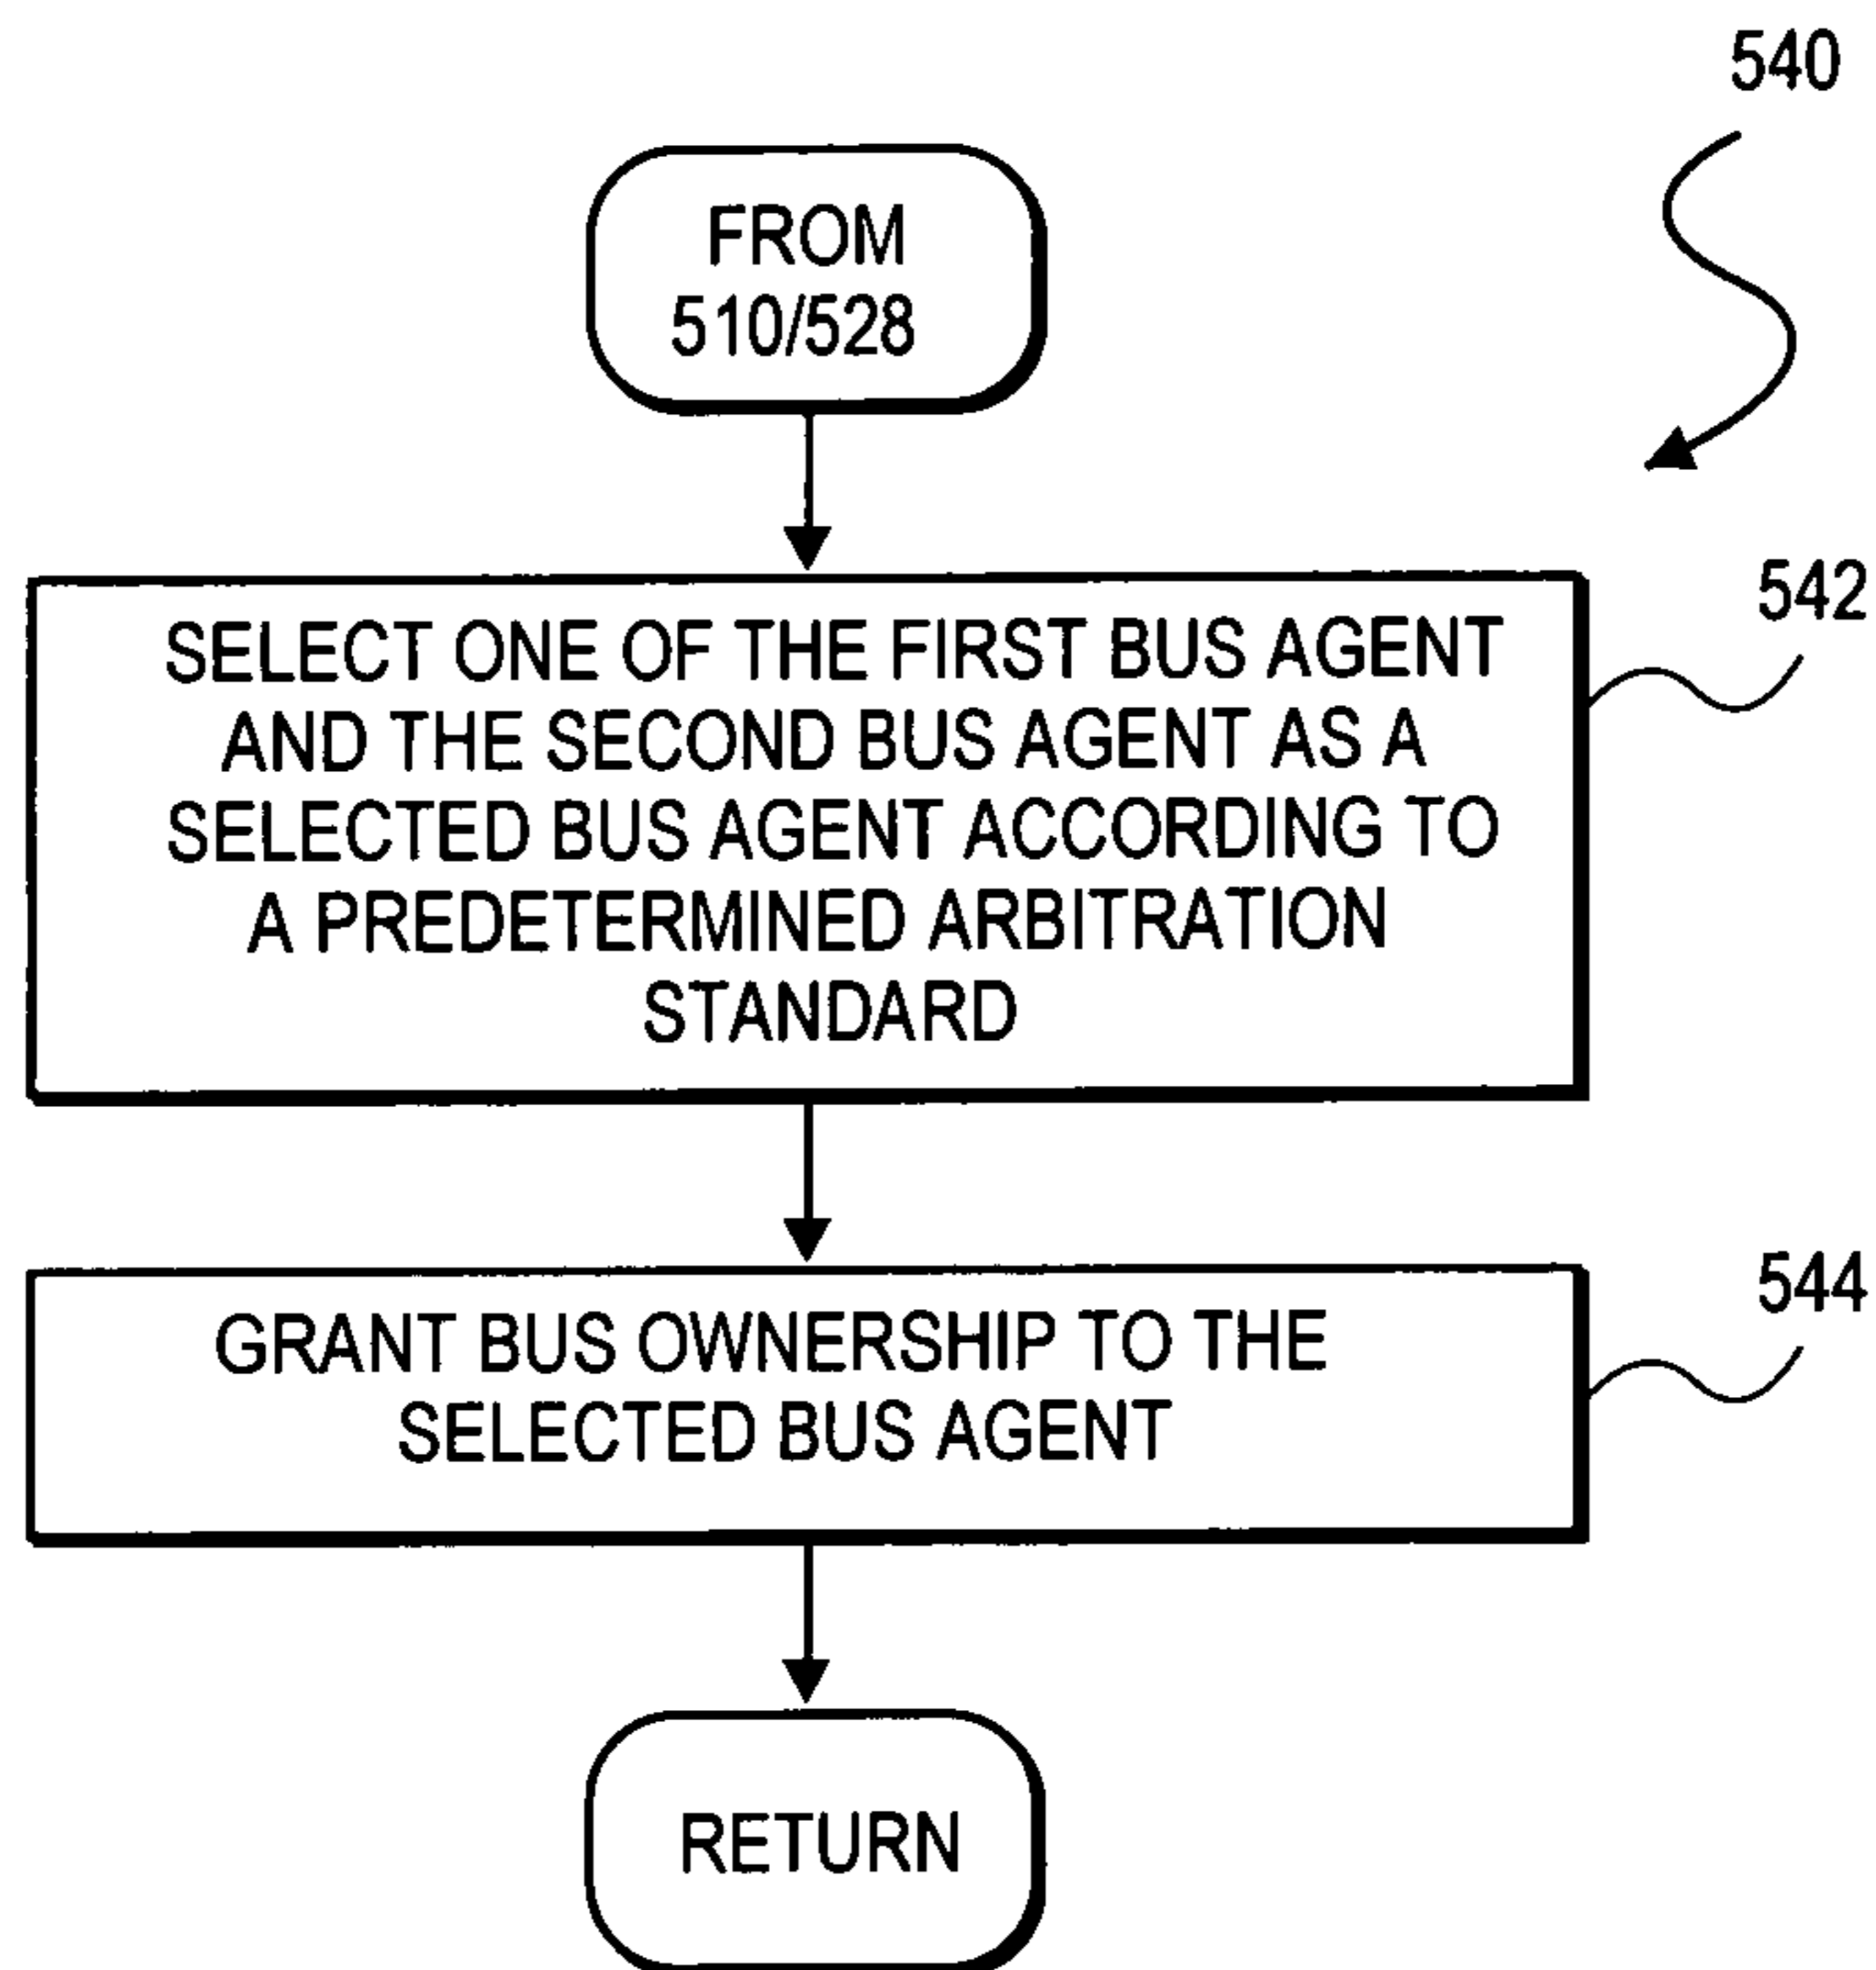 540
FROM
510/528
542
SELECT ONE OF THE FIRST BUS AGENT
AND THE SECOND BUS AGENT AS A
SELECTED BUS AGENT ACCORDING TO
A PREDETERMINED ARBITRATION
STANDARD
544
GRANT BUS OWNERSHIP TO THE
SELECTED BUS AGENT
RETURN